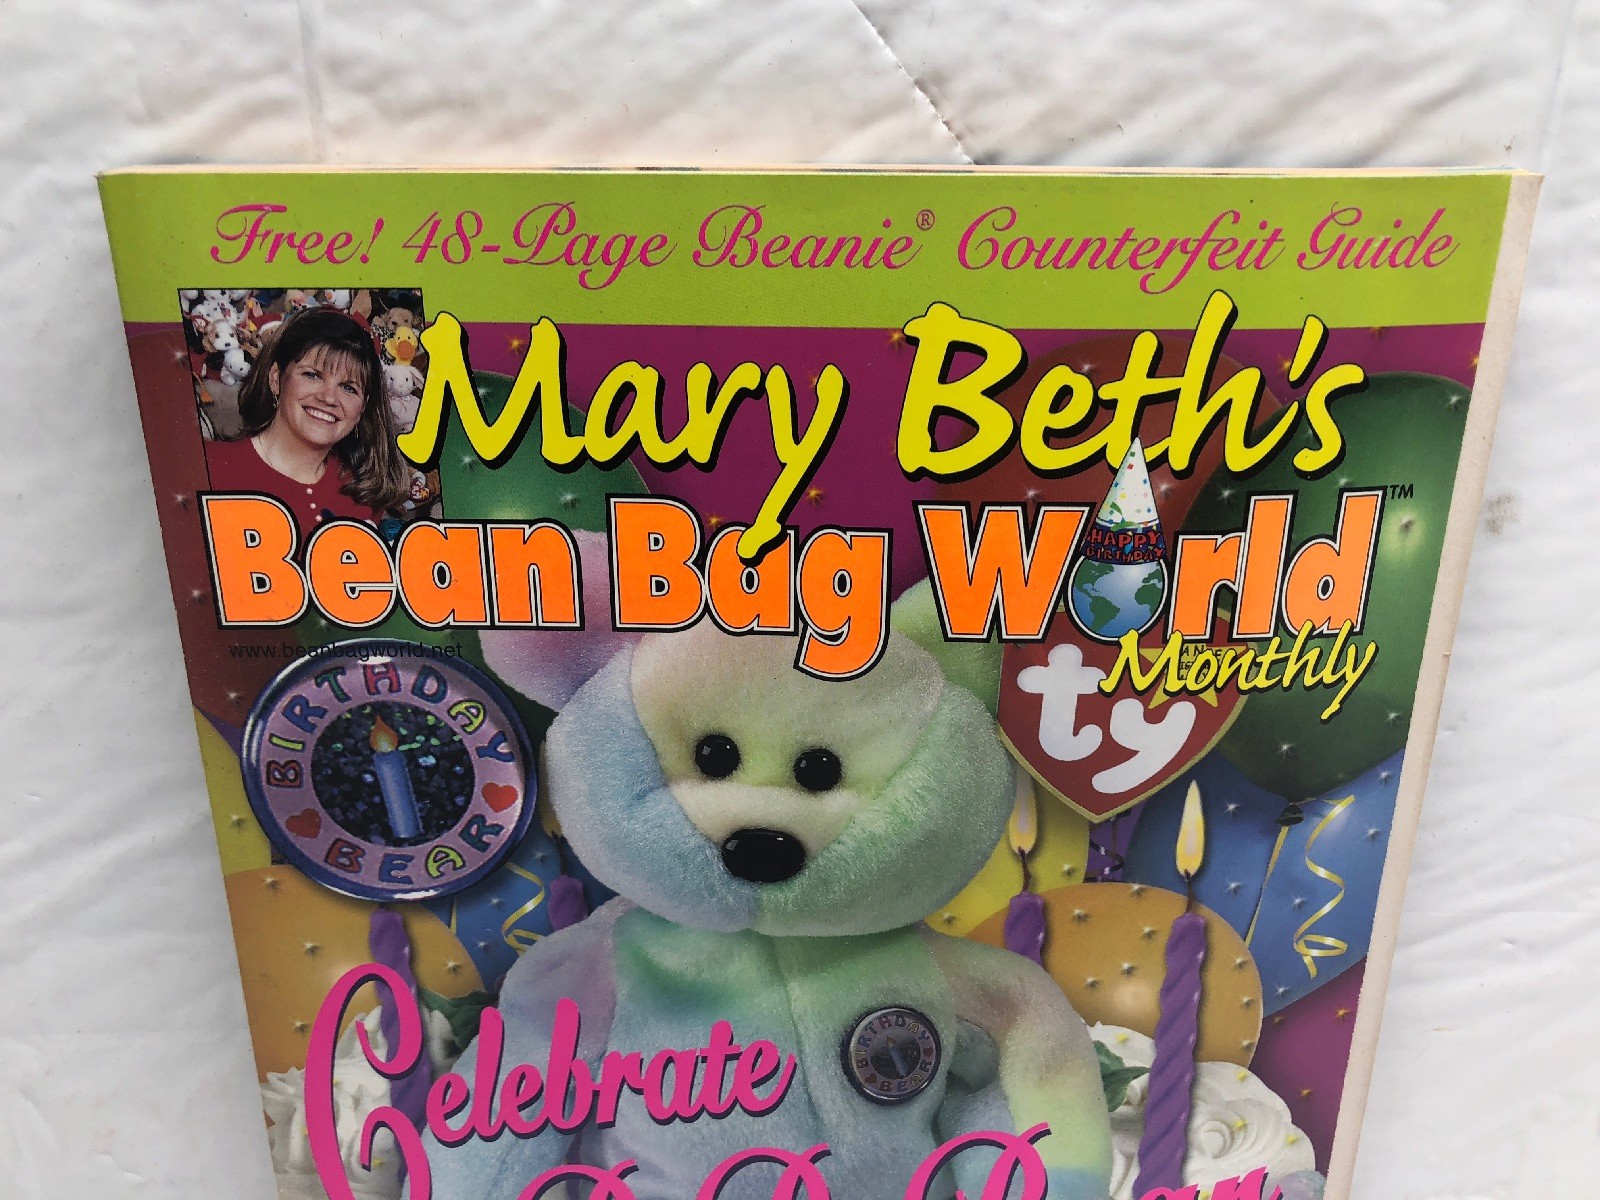 Free! 48-Page Beanie® Counterfeit Guide
Mary Beth's
Bean Bag World™
HAPPY
BIRTHDAY
Monthly
www.beanbagworld.net
ty
BIRTHDAY
BEAR
BIRTHDAY
BEAR
Celebrate